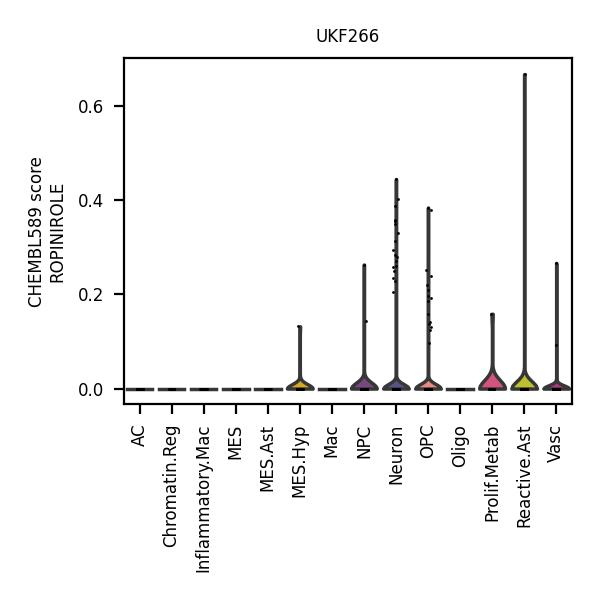 UKF266
CHEMBL589 score
ROPINIROLE
0.6
0.4
0.2
0.0
AC
Chromatin.Reg
Inflammatory.Mac
MES
MES.Ast
MES.Hyp
Mac
NPC
Neuron
OPC
Oligo
Prolif.Metab
Reactive.Ast
Vasc